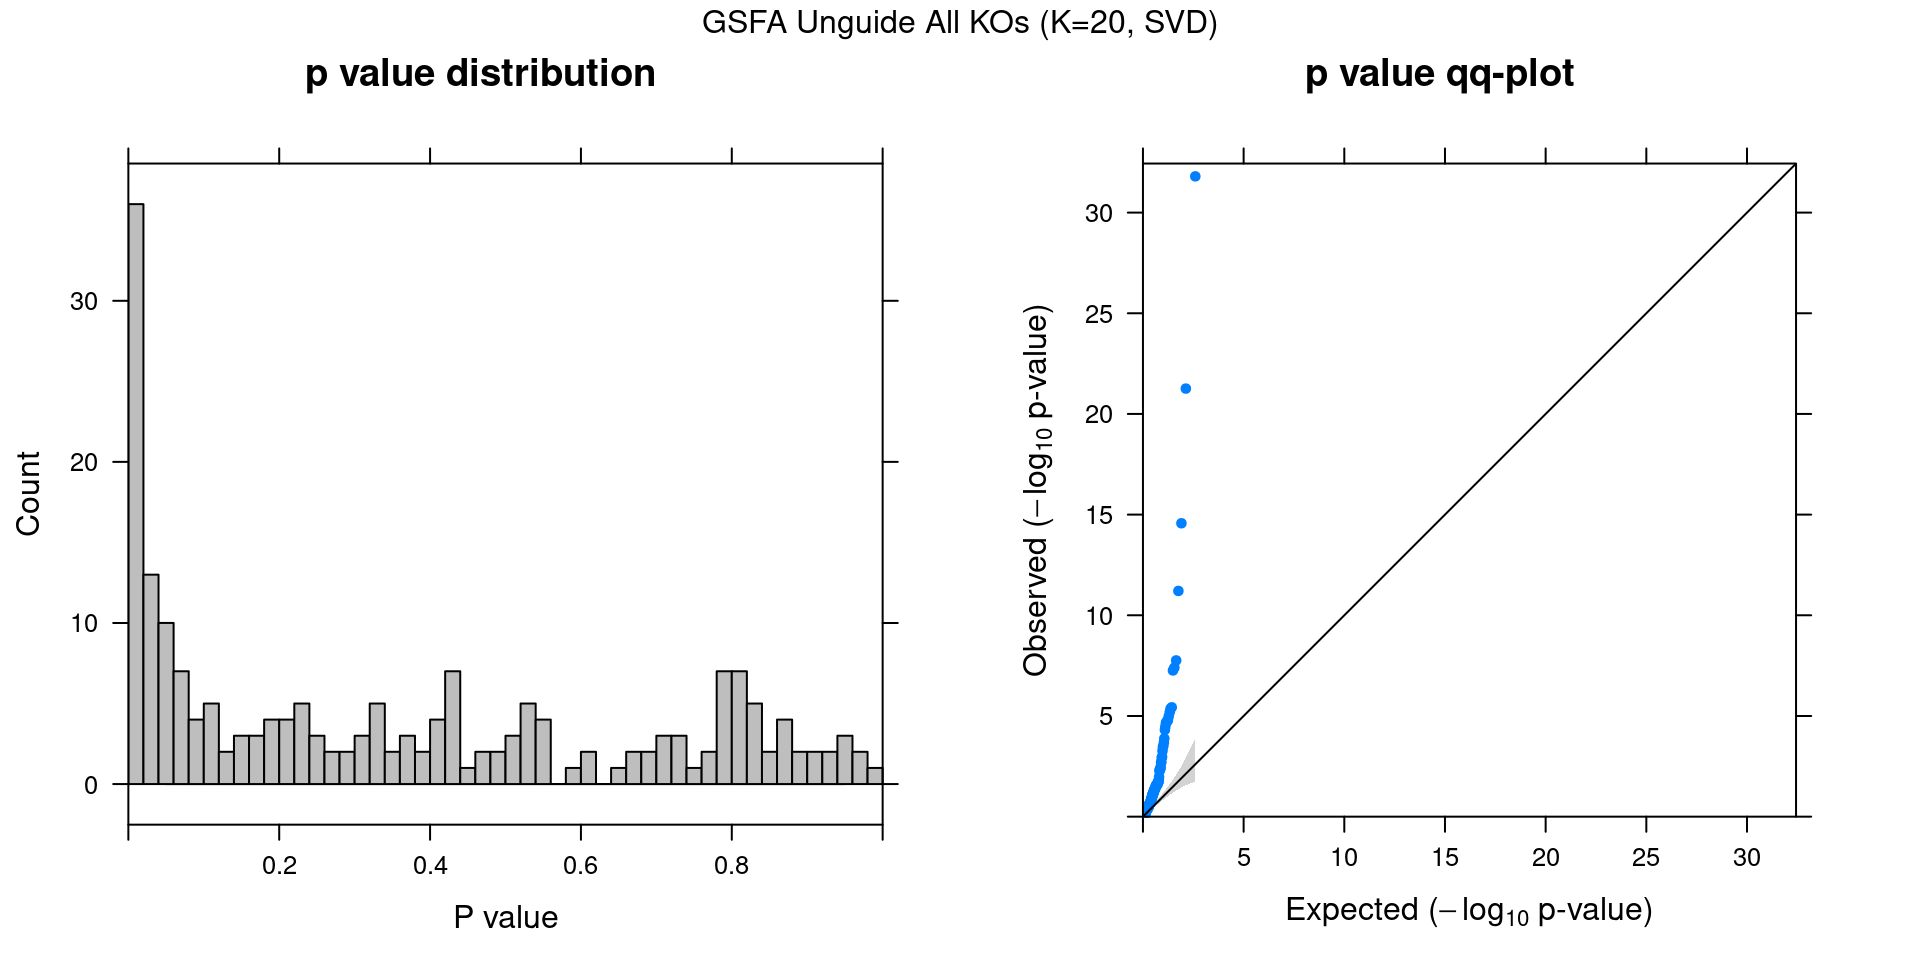 GSFA Unguide All KOs (K=20, SVD)
p value distribution
Count
30
20
10
0
0.2 0.4 0.6 0.8
P value
p value qq-plot
Observed (−log10 p-value)
30
25
20
15
10
5
5 10 15 20 25 30
Expected (−log10 p-value)